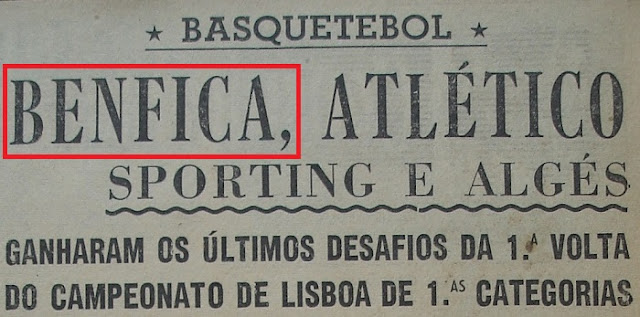 ★ BASQUETEBOL ★
BENFICA, ATLÉTICO
SPORTING E ALGÉS
GANHARAM OS ÚLTIMOS DESAFIOS DA 1.ª VOLTA
DO CAMPEONATO DE LISBOA DE 1.ªˢ CATEGORIAS